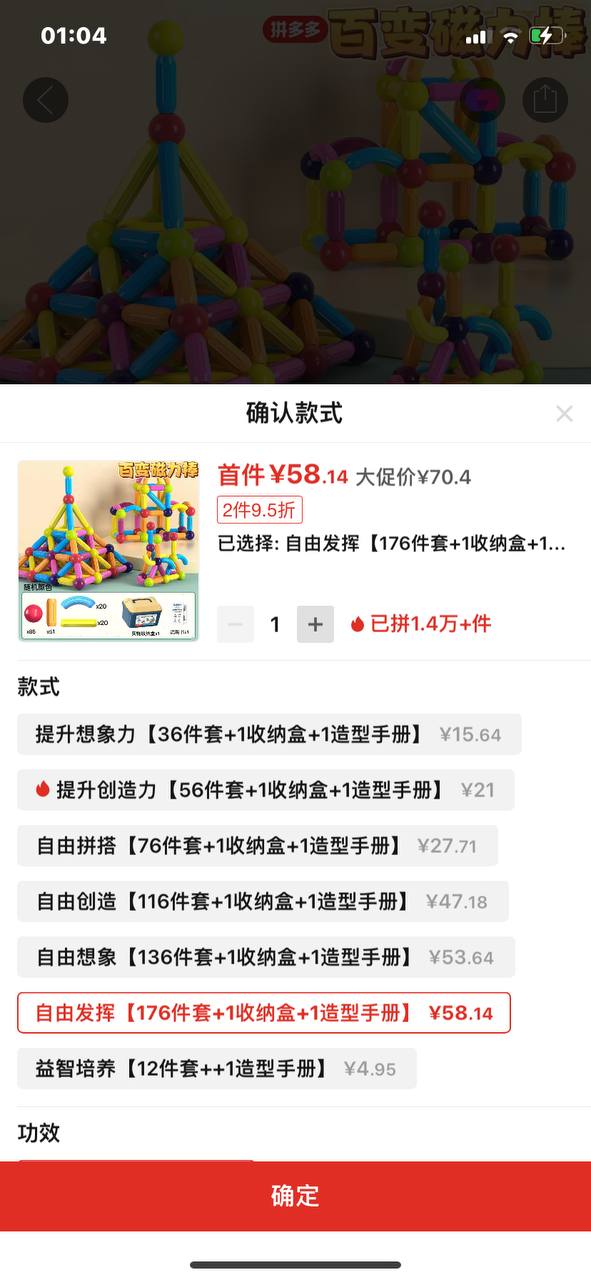 01:04
拼多多 百变磁力棒
确认款式
百变磁力棒
随机颜色
x20
x20
首件 ¥58.14 大促价¥70.4
2件9.5折
已选择: 自由发挥【176件套+1收纳盒+1...
1
已拼1.4万+件
款式
提升想象力【36件套+1收纳盒+1造型手册】 ¥15.64
提升创造力【56件套+1收纳盒+1造型手册】 ¥21
自由拼搭【76件套+1收纳盒+1造型手册】 ¥27.71
自由创造【116件套+1收纳盒+1造型手册】 ¥47.18
自由想象【136件套+1收纳盒+1造型手册】 ¥53.64
自由发挥【176件套+1收纳盒+1造型手册】 ¥58.14
益智培养【12件套++1造型手册】 ¥4.95
功效
确定